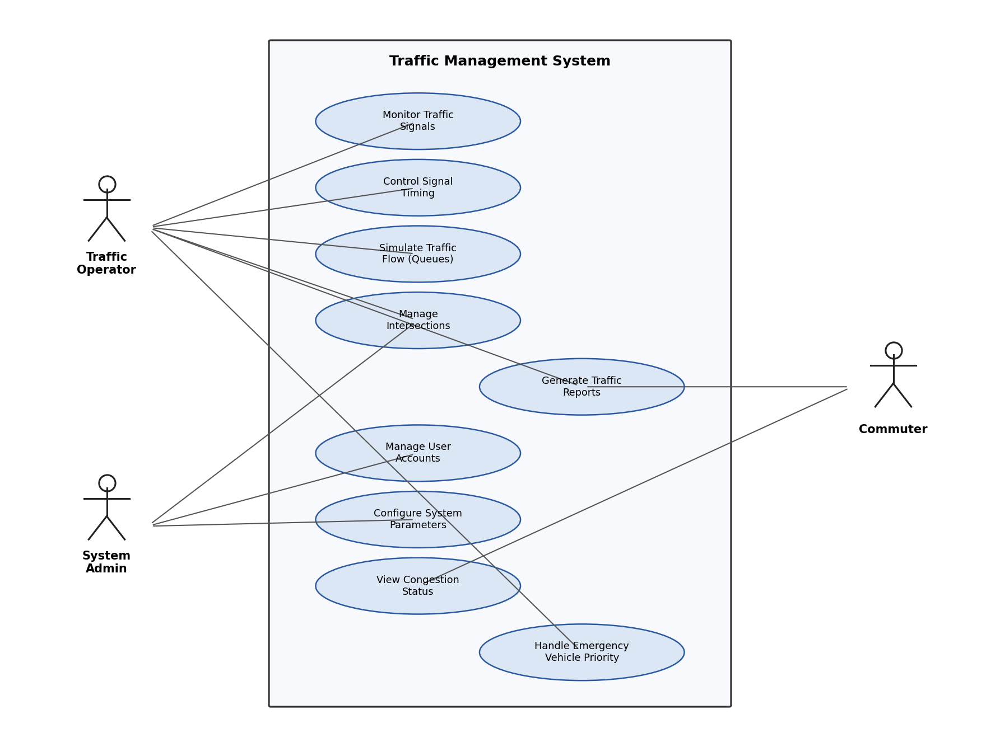 Traffic Management System
Monitor Traffic
Signals
Control Signal
Timing
Simulate Traffic
Flow (Queues)
Traffic
Operator
Manage
Intersections
Generate Traffic
Reports
Commuter
Manage User
Accounts
Configure System
Parameters
System
Admin
View Congestion
Status
Handle Emergency
Vehicle Priority